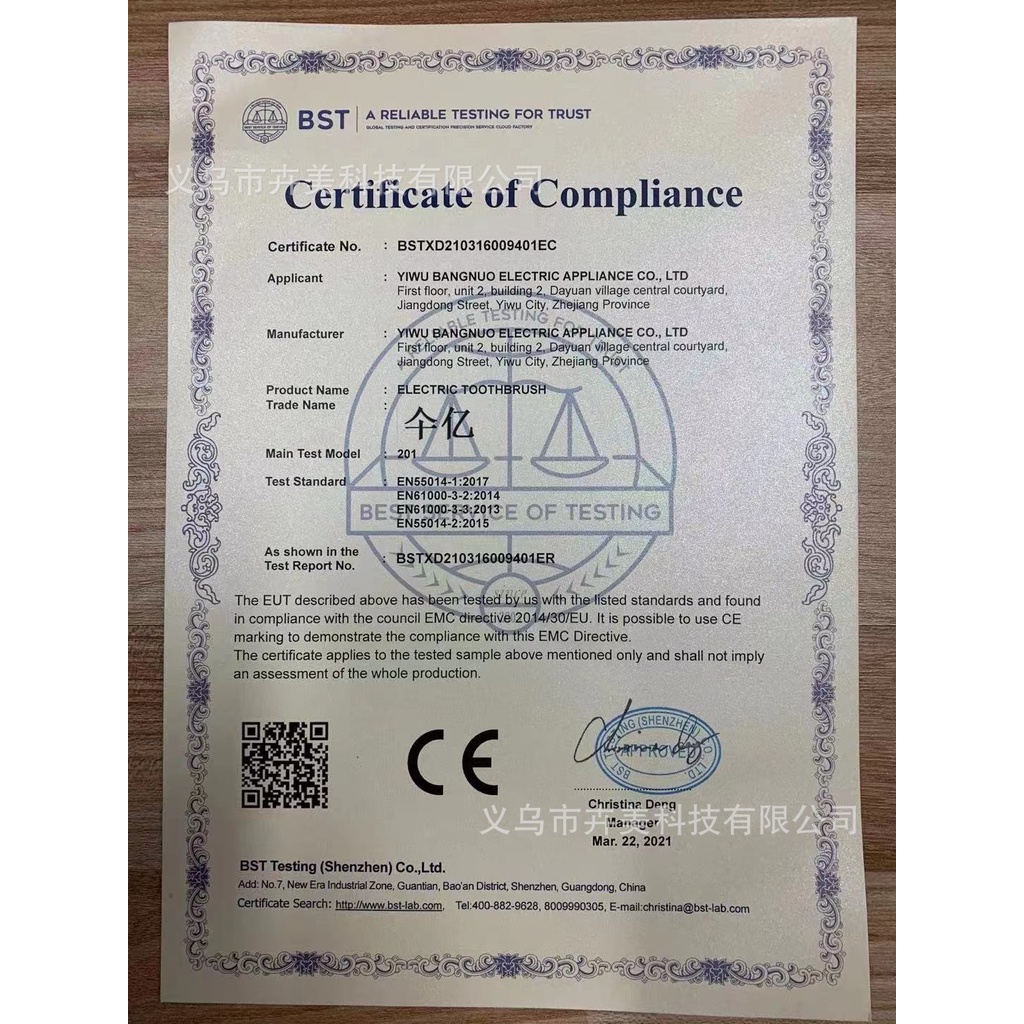 BST
A RELIABLE TESTING FOR TRUST
GLOBAL TESTING AND CERTIFICATION PRECISION SERVICE CLOUD FACTORY
BEST SERVICE OF TESTING
义乌市卉美科技有限公司
Certificate of Compliance
Certificate No. : BSTXD210316009401EC
Applicant : YIWU BANGNUO ELECTRIC APPLIANCE CO., LTD
First floor, unit 2, building 2, Dayuan village central courtyard,
Jiangdong Street, Yiwu City, Zhejiang Province
Manufacturer : YIWU BANGNUO ELECTRIC APPLIANCE CO., LTD
First floor, unit 2, building 2, Dayuan village central courtyard,
Jiangdong Street, Yiwu City, Zhejiang Province
Product Name : ELECTRIC TOOTHBRUSH
Trade Name :
仐亿
Main Test Model : 201
Test Standard : EN55014-1:2017
EN61000-3-2:2014
EN61000-3-3:2013
BEST SERVICE OF TESTING
EN55014-2:2015
As shown in the
Test Report No. : BSTXD210316009401ER
The EUT described above has been tested by us with the listed standards and found
in compliance with the council EMC directive 2014/30/EU. It is possible to use CE
marking to demonstrate the compliance with this EMC Directive.
The certificate applies to the tested sample above mentioned only and shall not imply
an assessment of the whole production.
CE
APPROVED
Christina Deng
Manager
义乌市卉美科技有限公司
Mar. 22, 2021
BST Testing (Shenzhen) Co.,Ltd.
Add: No.7, New Era Industrial Zone, Guantian, Bao'an District, Shenzhen, Guangdong, China
Certificate Search: http://www.bst-lab.com, Tel:400-882-9628, 8009990305, E-mail:christina@bst-lab.com